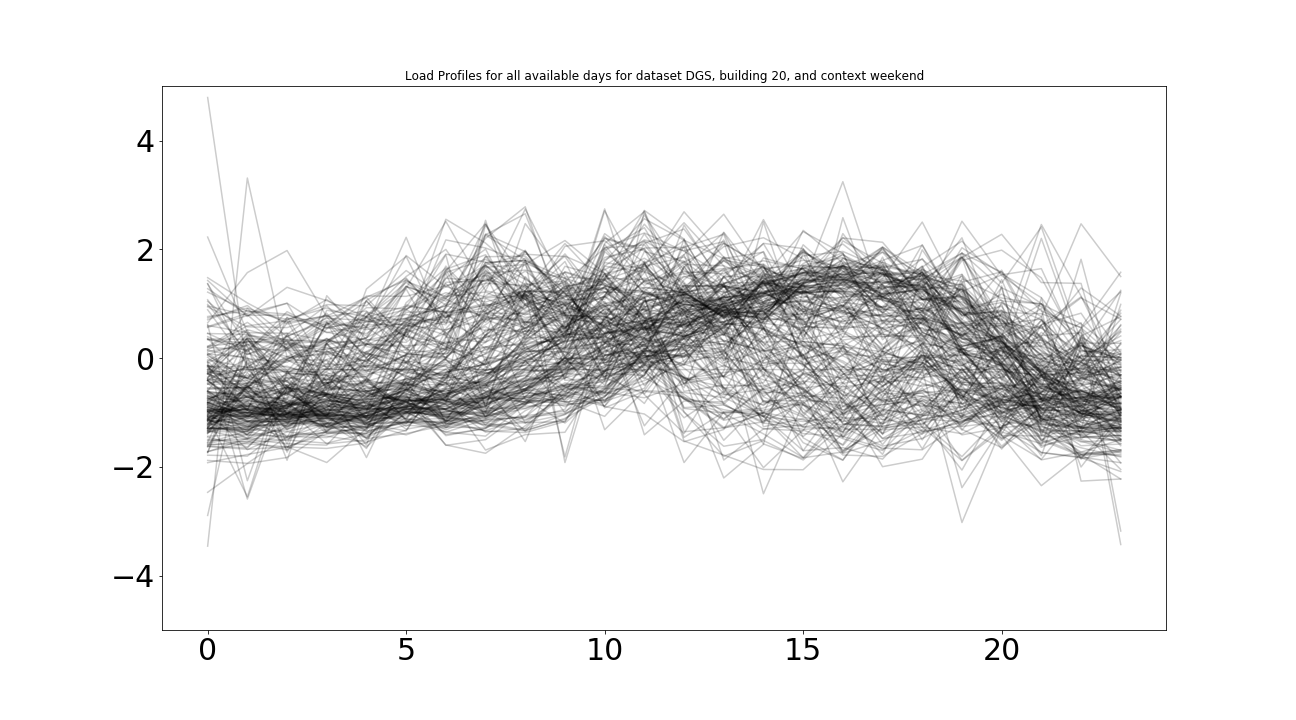 Load Profiles for all available days for dataset DGS, building 20, and context weekend
4
2
0
−2
−4
0 5 10 15 20